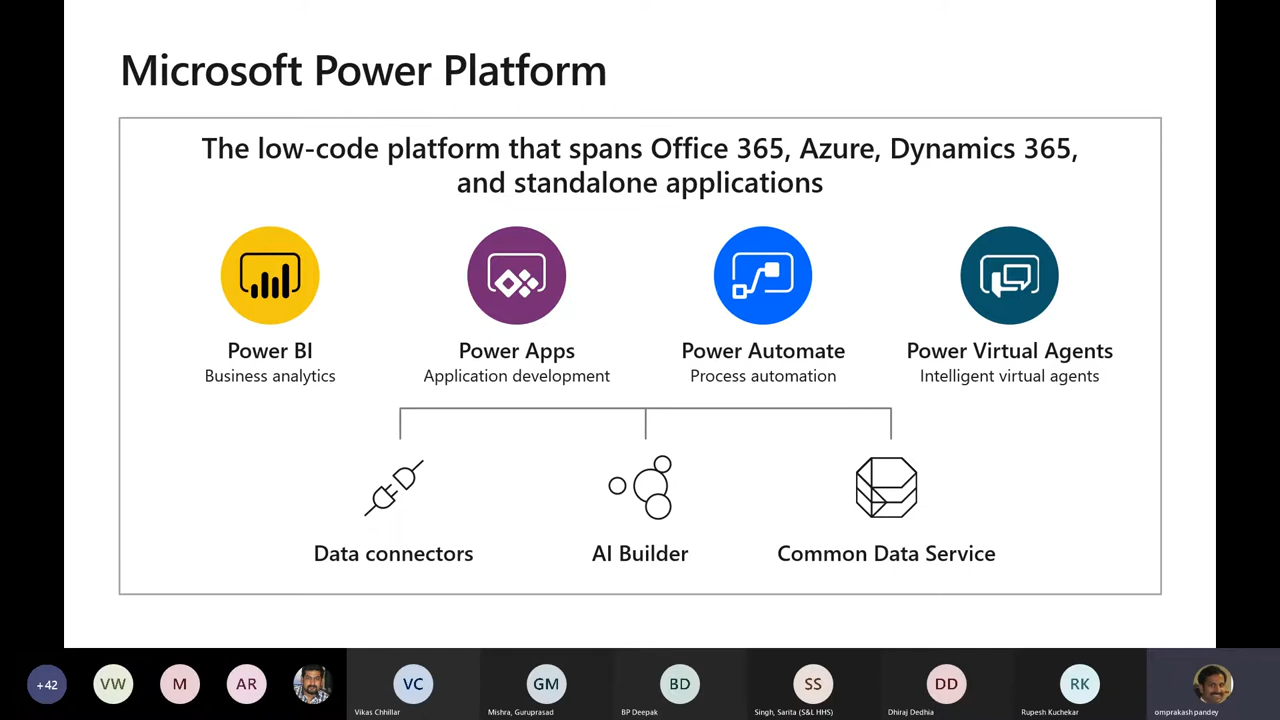 Microsoft Power Platform
The low-code platform that spans Office 365, Azure, Dynamics 365,
and standalone applications
Power BI
Power Apps
Power Automate
Power Virtual Agents
Business analytics
Application development
Process automation
Intelligent virtual agents
Data connectors
AI Builder
Common Data Service
+42
VW
M
AR
VC
GM
BD
SS
DD
RK
Vikas Chhillar
Mishra, Guruprasad
BP Deepak
Singh, Sarita (S&L HHS)
Dhiraj Dedhia
Rupesh Kuchekar
omprakash pandey